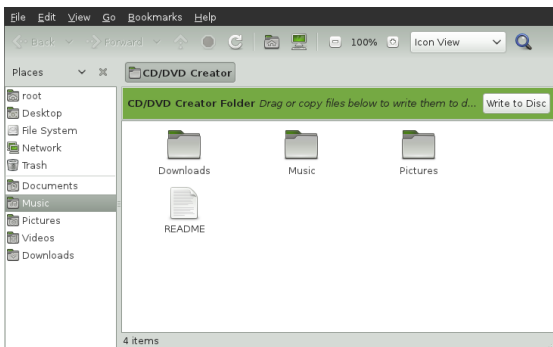 File Edit View Go Bookmarks Help
Back Forward 100% Icon View
Places CD/DVD Creator
root
Desktop
File System
Network
Trash
Documents
Music
Pictures
Videos
Downloads
CD/DVD Creator Folder Drag or copy files below to write them to d... Write to Disc
Downloads Music Pictures
README
4 items